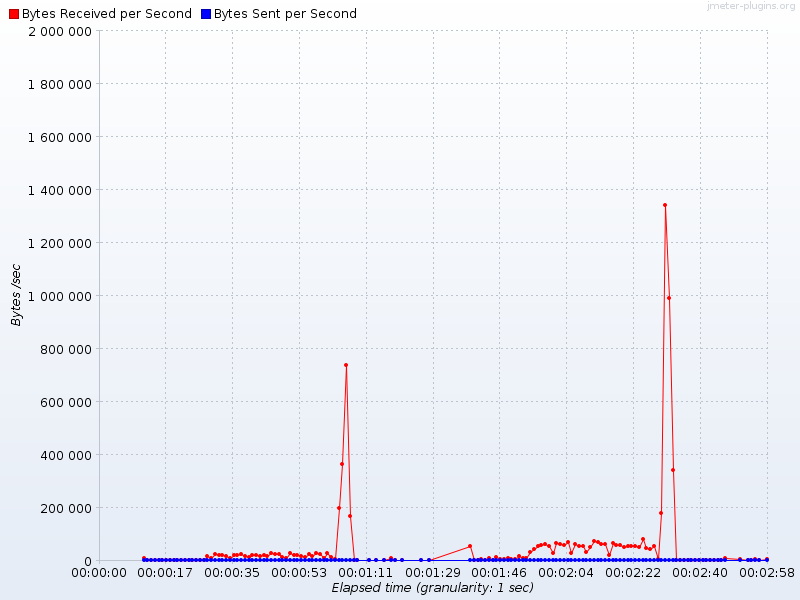 jmeter-plugins.org
Bytes Received per Second Bytes Sent per Second
2 000 000
1 800 000
1 600 000
1 400 000
1 200 000
1 000 000
800 000
600 000
400 000
200 000
0
Bytes /sec
00:00:00 00:00:17 00:00:35 00:00:53 00:01:11 00:01:29 00:01:46 00:02:04 00:02:22 00:02:40 00:02:58
Elapsed time (granularity: 1 sec)